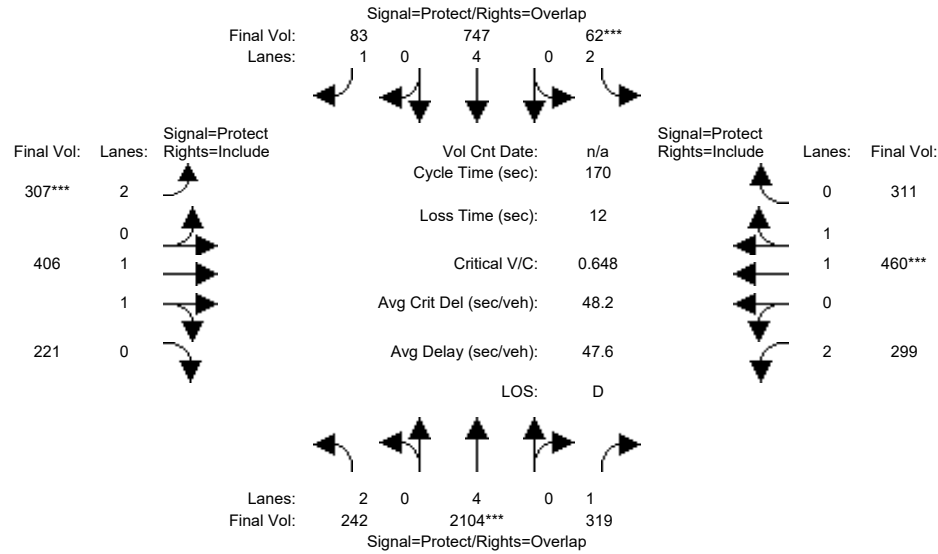 Signal=Protect/Rights=Overlap
Final Vol: 83 747 62***
Lanes: 1 0 4 0 2
Signal=Protect
Final Vol: Lanes: Rights=Include
Vol Cnt Date: n/a
Signal=Protect
Rights=Include Lanes: Final Vol:
Cycle Time (sec): 170
307*** 2
0 311
Loss Time (sec): 12
0
1
406 1
Critical V/C: 0.648
1 460***
1
Avg Crit Del (sec/veh): 48.2
0
221 0
Avg Delay (sec/veh): 47.6
2 299
LOS: D
Lanes: 2 0 4 0 1
Final Vol: 242 2104*** 319
Signal=Protect/Rights=Overlap